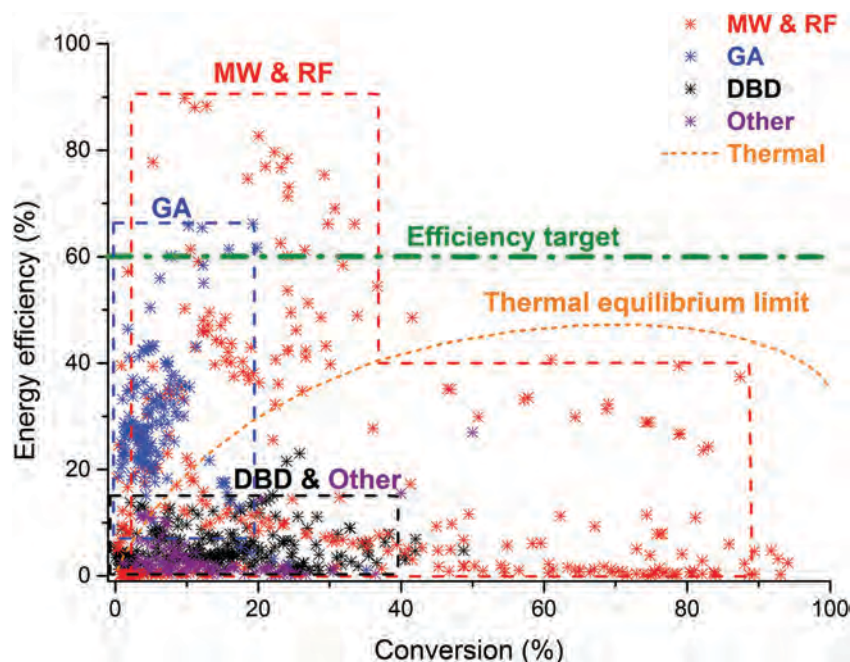 100
80
60
40
20
0
Energy efficiency (%)
MW & RF
GA
DBD
Other
Thermal
MW & RF
GA
Efficiency target
Thermal equilibrium limit
DBD & Other
0
20
40
60
80
100
Conversion (%)